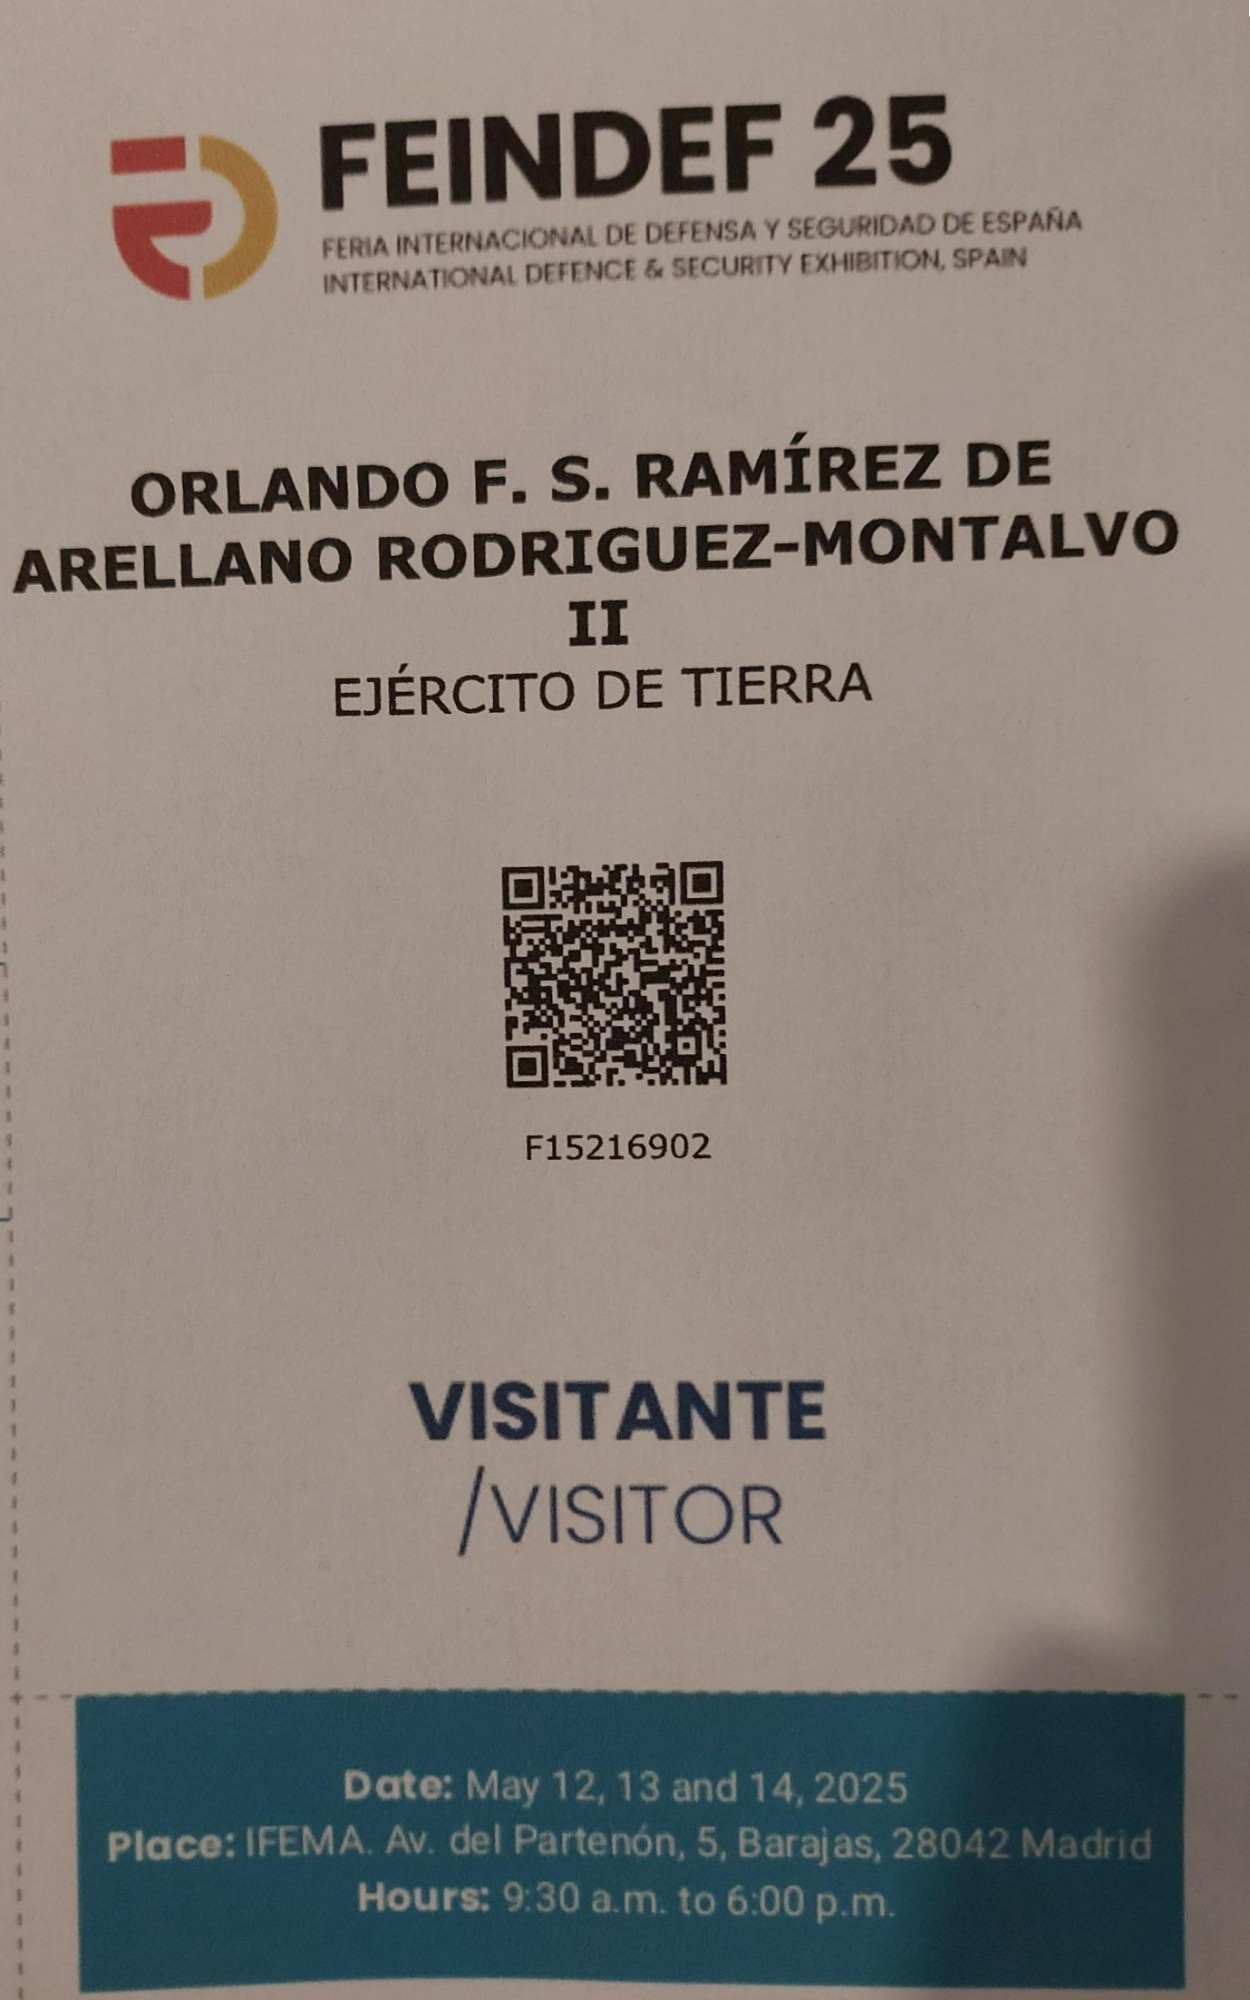 FEINDEF 25
FERIA INTERNACIONAL DE DEFENSA Y SEGURIDAD DE ESPAÑA
INTERNATIONAL DEFENCE & SECURITY EXHIBITION, SPAIN
ORLANDO F. S. RAMÍREZ DE
ARELLANO RODRIGUEZ-MONTALVO
II
EJÉRCITO DE TIERRA
F15216902
VISITANTE
/VISITOR
Date: May 12, 13 and 14, 2025
Place: IFEMA. Av. del Partenón, 5, Barajas, 28042 Madrid
Hours: 9:30 a.m. to 6:00 p.m.